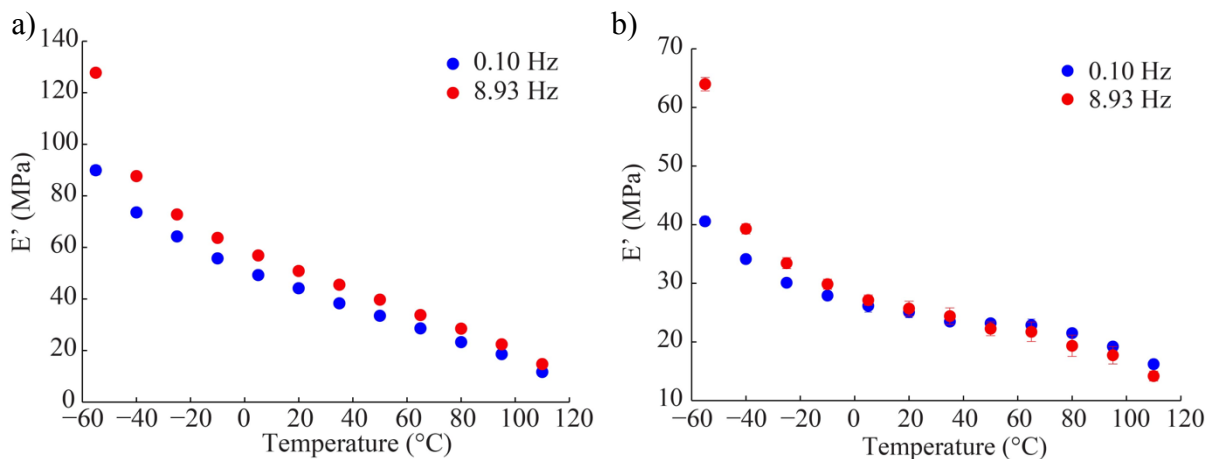 a)
E' (MPa)
140
120
100
80
60
40
20
0
0.10 Hz
8.93 Hz
−60 −40 −20 0 20 40 60 80 100 120
Temperature (°C)
b)
E' (MPa)
70
60
50
40
30
20
10
0.10 Hz
8.93 Hz
−60 −40 −20 0 20 40 60 80 100 120
Temperature (°C)